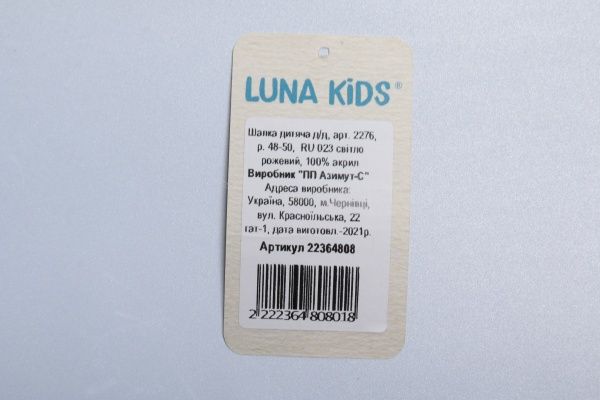 LUNA KiDS®
Шапка дитяча д/д, арт. 2276,
р. 48-50, RU 023 світло
рожевий, 100% акрил
Виробник "ПП Азимут-С"
Адреса виробника:
Україна, 58000, м.Чернівці,
вул. Красноїльська, 22
гат-1, дата виготовл.-2021р.
Артикул 22364808
2 222364 808018